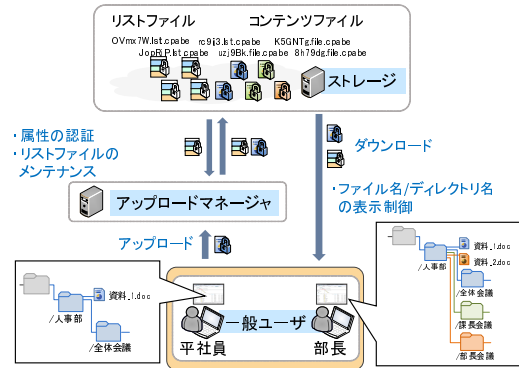 リストファイル コンテンツファイル
OVmx7W.lst.cpabe rc9ij3.lst.cpabe K5GNTg.file.cpabe
JopRiP.lst.cpabe uzj9Bk.file.cpabe 8h79dg.file.cpabe
ストレージ
・属性の認証
・リストファイルの
メンテナンス
ダウンロード
・ファイル名/ディレクトリ名
の表示制御
アップロードマネージャ
アップロード
資料_1.doc
/人事部
/全体会議
一般ユーザ
平社員 部長
資料_1.doc
資料_2.doc
/人事部
/全体会議
/課長会議
/部長会議